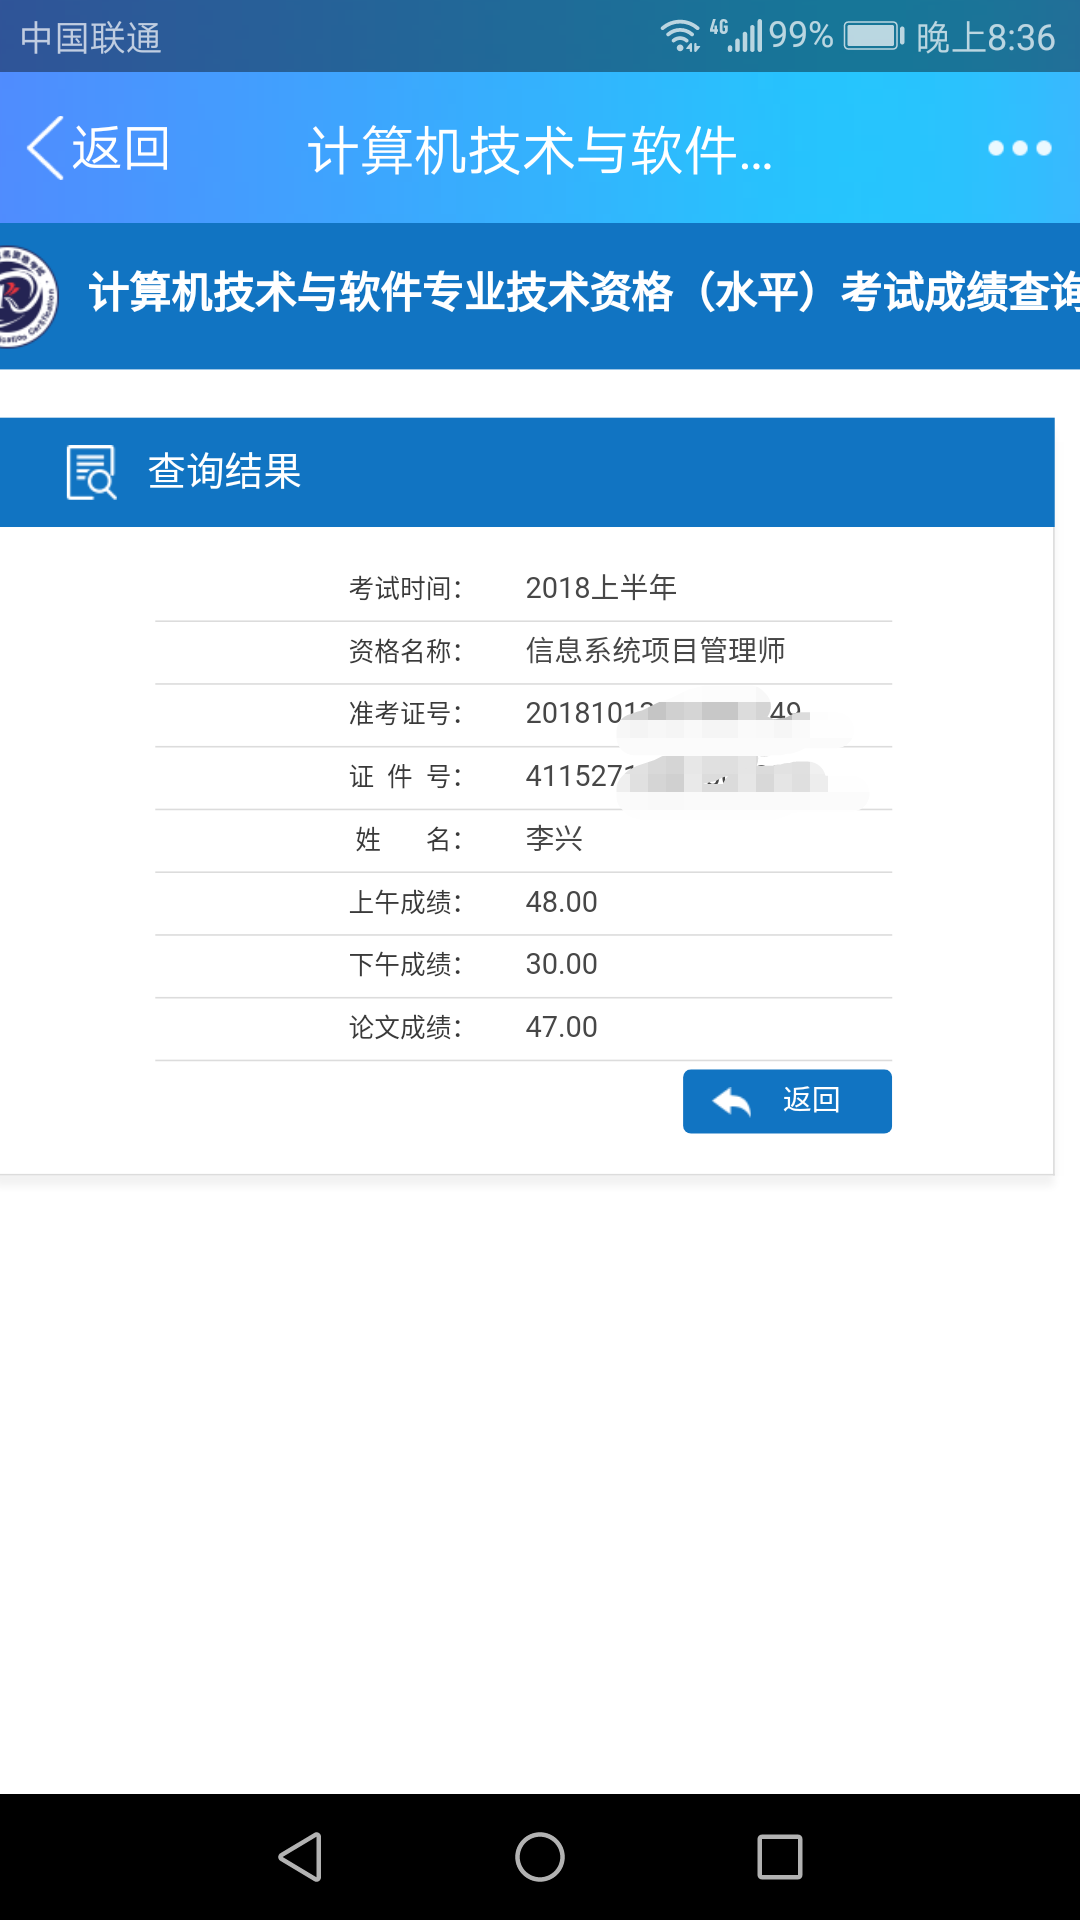 中国联通 4G 99% 晚上8:36
返回 计算机技术与软件...
计算机技术与软件专业技术资格（水平）考试成绩查询
查询结果
考试时间： 2018上半年
资格名称： 信息系统项目管理师
准考证号： 2018101 49
证 件 号： 411527
姓 名： 李兴
上午成绩： 48.00
下午成绩： 30.00
论文成绩： 47.00
返回